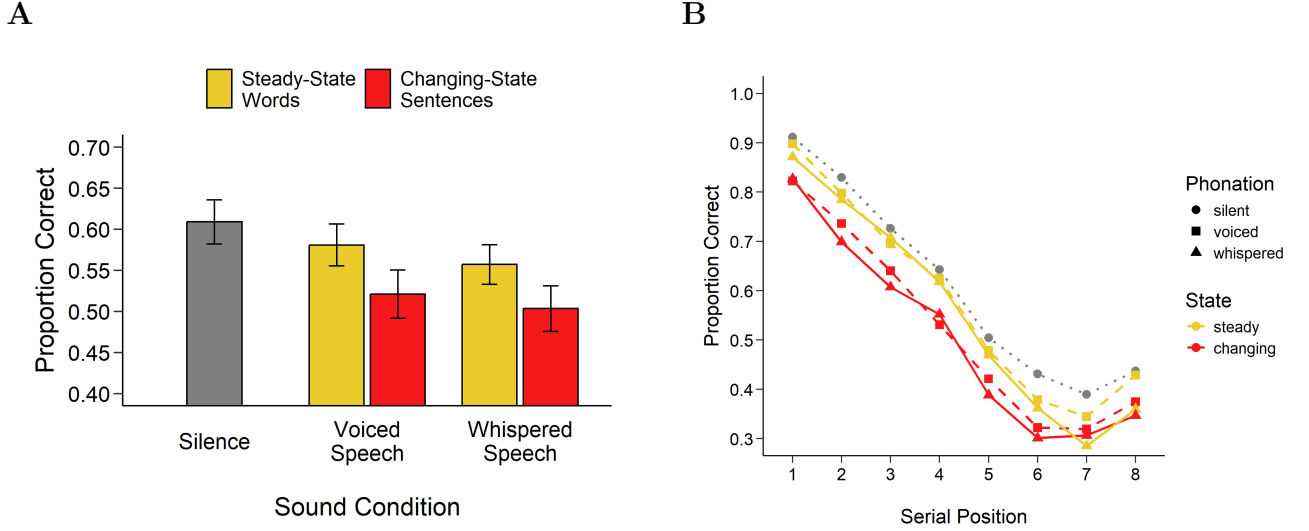 A
Steady-State
Words
Changing-State
Sentences
Proportion Correct
0.70
0.65
0.60
0.55
0.50
0.45
0.40
Silence
Voiced
Speech
Whispered
Speech
Sound Condition
B
Proportion Correct
1.0
0.9
0.8
0.7
0.6
0.5
0.4
0.3
1 2 3 4 5 6 7 8
Serial Position
Phonation
silent
voiced
whispered
State
steady
changing